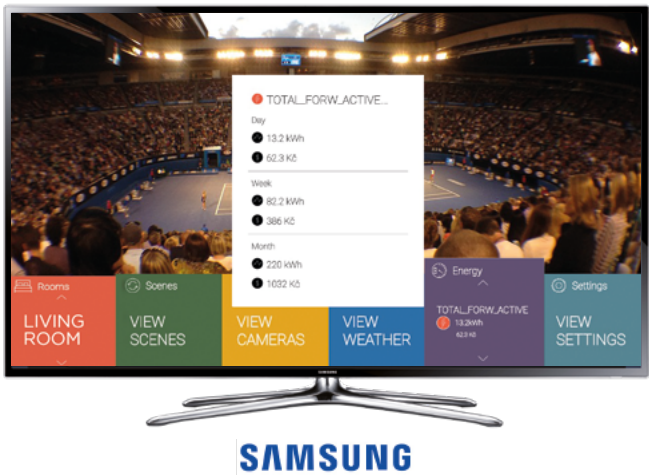 TOTAL_FORW_ACTIVE...
Day
13.2 kWh
62.3 Kč
Week
82.2 kWh
386 Kč
Month
220 kWh
1032 Kč
Rooms
LIVING
ROOM
Scenes
VIEW
SCENES
VIEW
CAMERAS
VIEW
WEATHER
Energy
TOTAL_FORW_ACTIVE
13.2kWh
62.3 Kč
Settings
VIEW
SETTINGS
SAMSUNG
SAMSUNG